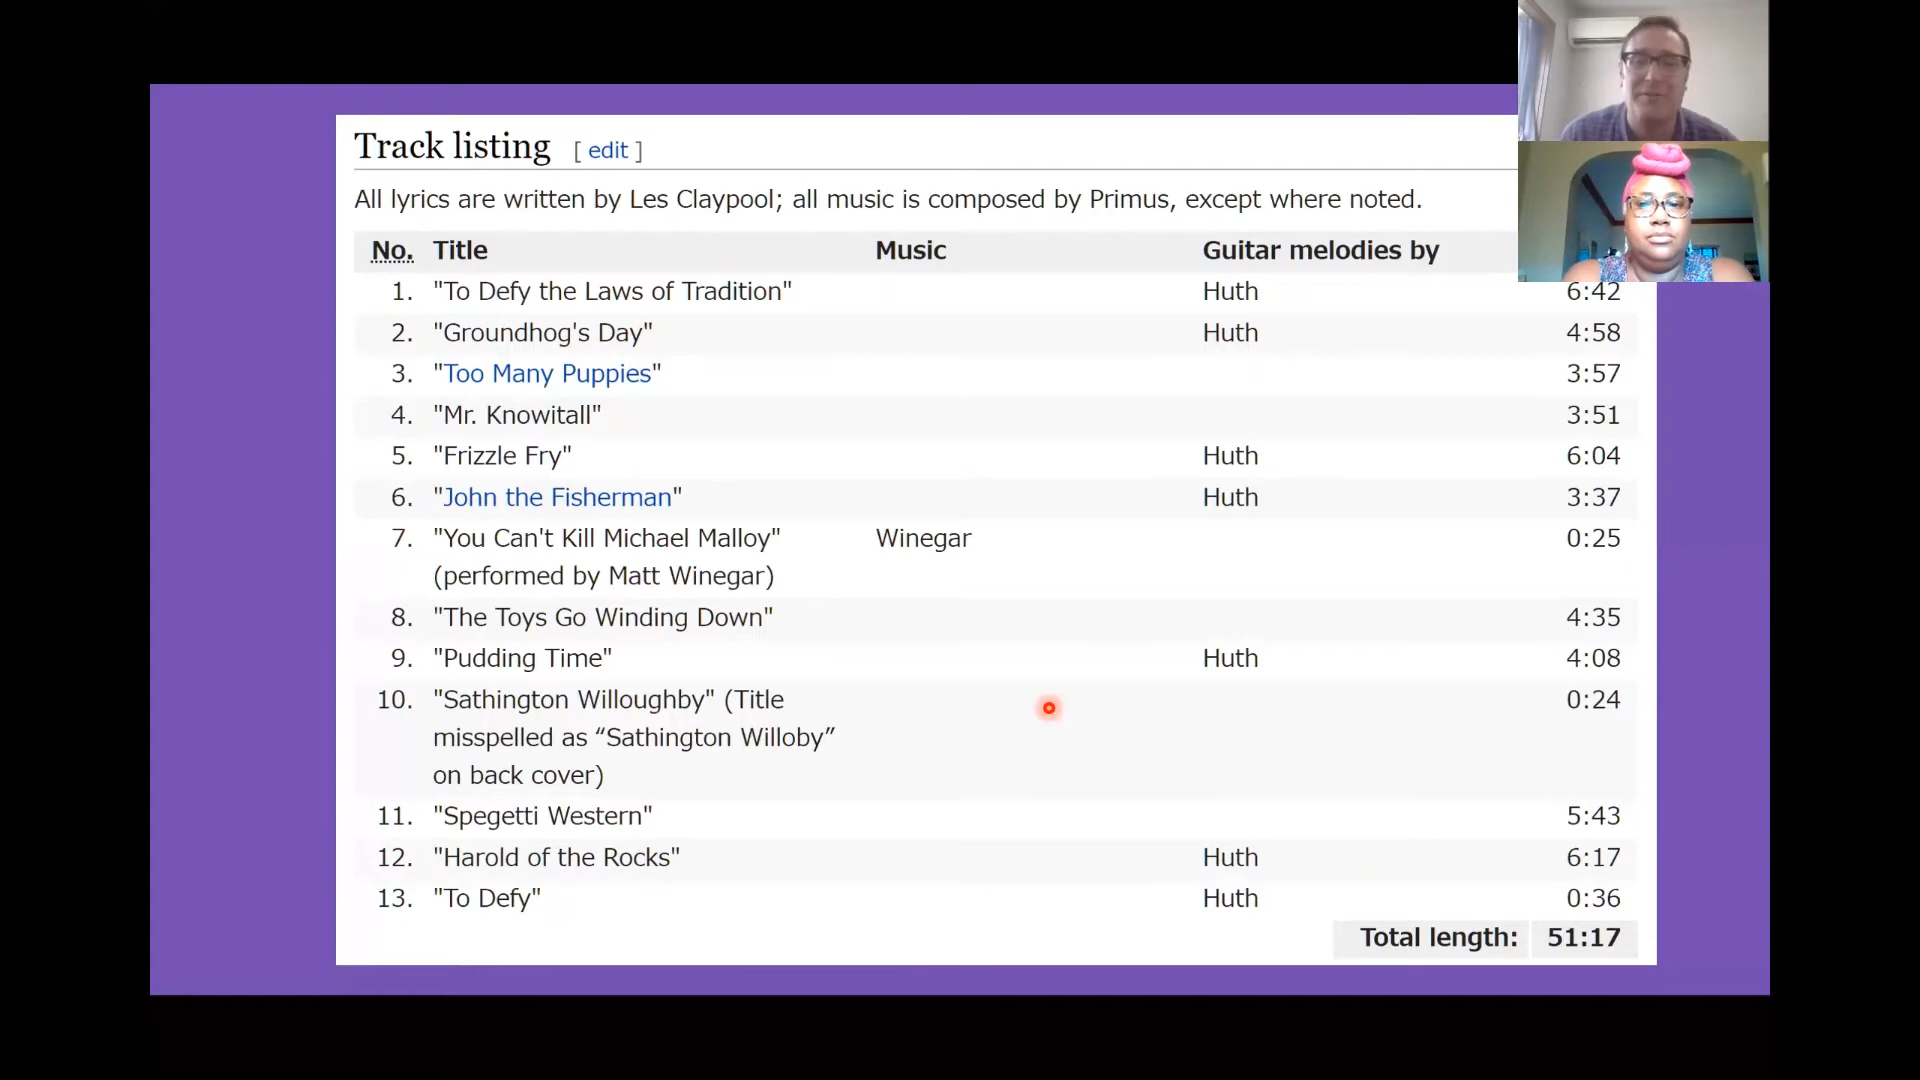 Track listing [ edit ]
All lyrics are written by Les Claypool; all music is composed by Primus, except where noted.
No. Title Music Guitar melodies by
1. "To Defy the Laws of Tradition" Huth 6:42
2. "Groundhog's Day" Huth 4:58
3. "Too Many Puppies" 3:57
4. "Mr. Knowitall" 3:51
5. "Frizzle Fry" Huth 6:04
6. "John the Fisherman" Huth 3:37
7. "You Can't Kill Michael Malloy" Winegar 0:25
(performed by Matt Winegar)
8. "The Toys Go Winding Down" 4:35
9. "Pudding Time" Huth 4:08
10. "Sathington Willoughby" (Title 0:24
misspelled as “Sathington Willoby”
on back cover)
11. "Spegetti Western" 5:43
12. "Harold of the Rocks" Huth 6:17
13. "To Defy" Huth 0:36
Total length: 51:17